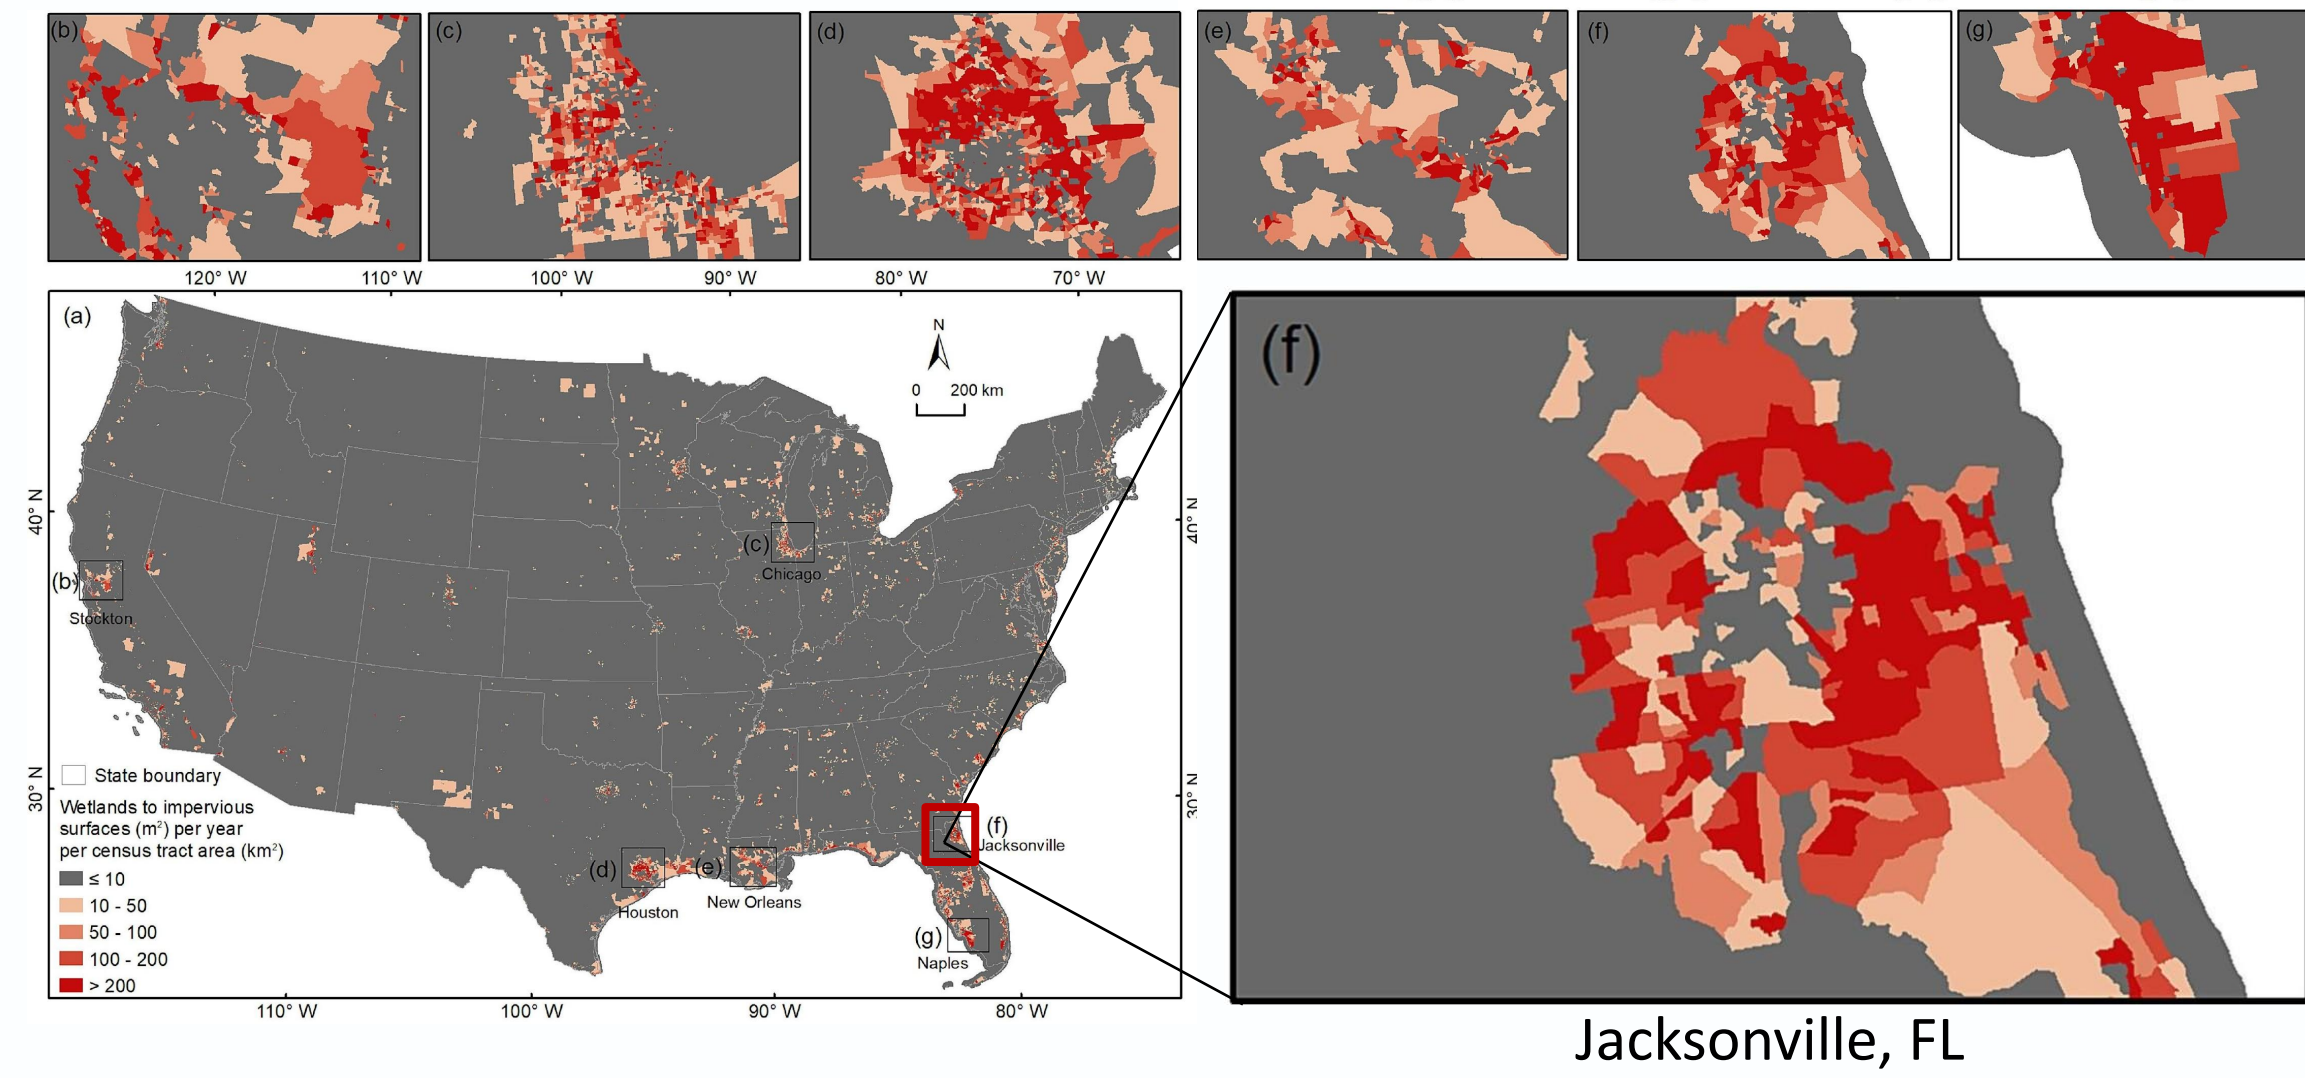 (b)
(c)
(d)
(e)
(f)
(g)
120° W
110° W
100° W
90° W
80° W
70° W
(a)
N
0 200 km
40° N
40° N
(b)
Stockton
(c)
Chicago
State boundary
Wetlands to impervious
surfaces (m²) per year
per census tract area (km²)
≤ 10
10 - 50
50 - 100
100 - 200
> 200
30° N
30° N
(d)
Houston
(e)
New Orleans
(f)
Jacksonville
(g)
Naples
110° W
100° W
90° W
80° W
(f)
Jacksonville, FL